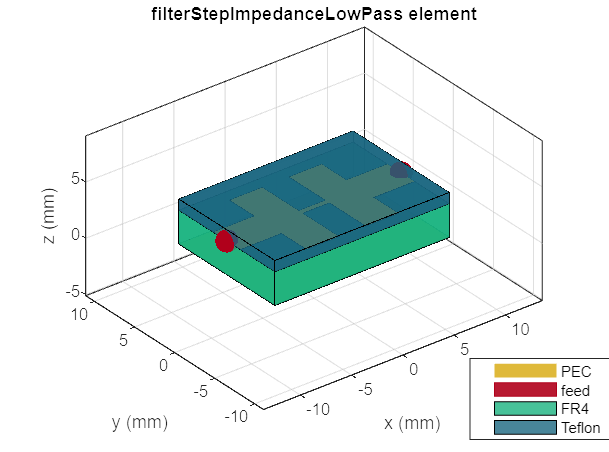 filterStepImpedanceLowPass element
z (mm)
5
0
-5
10
5
0
-5
-10
y (mm)
-10
-5
0
5
10
x (mm)
PEC
feed
FR4
Teflon